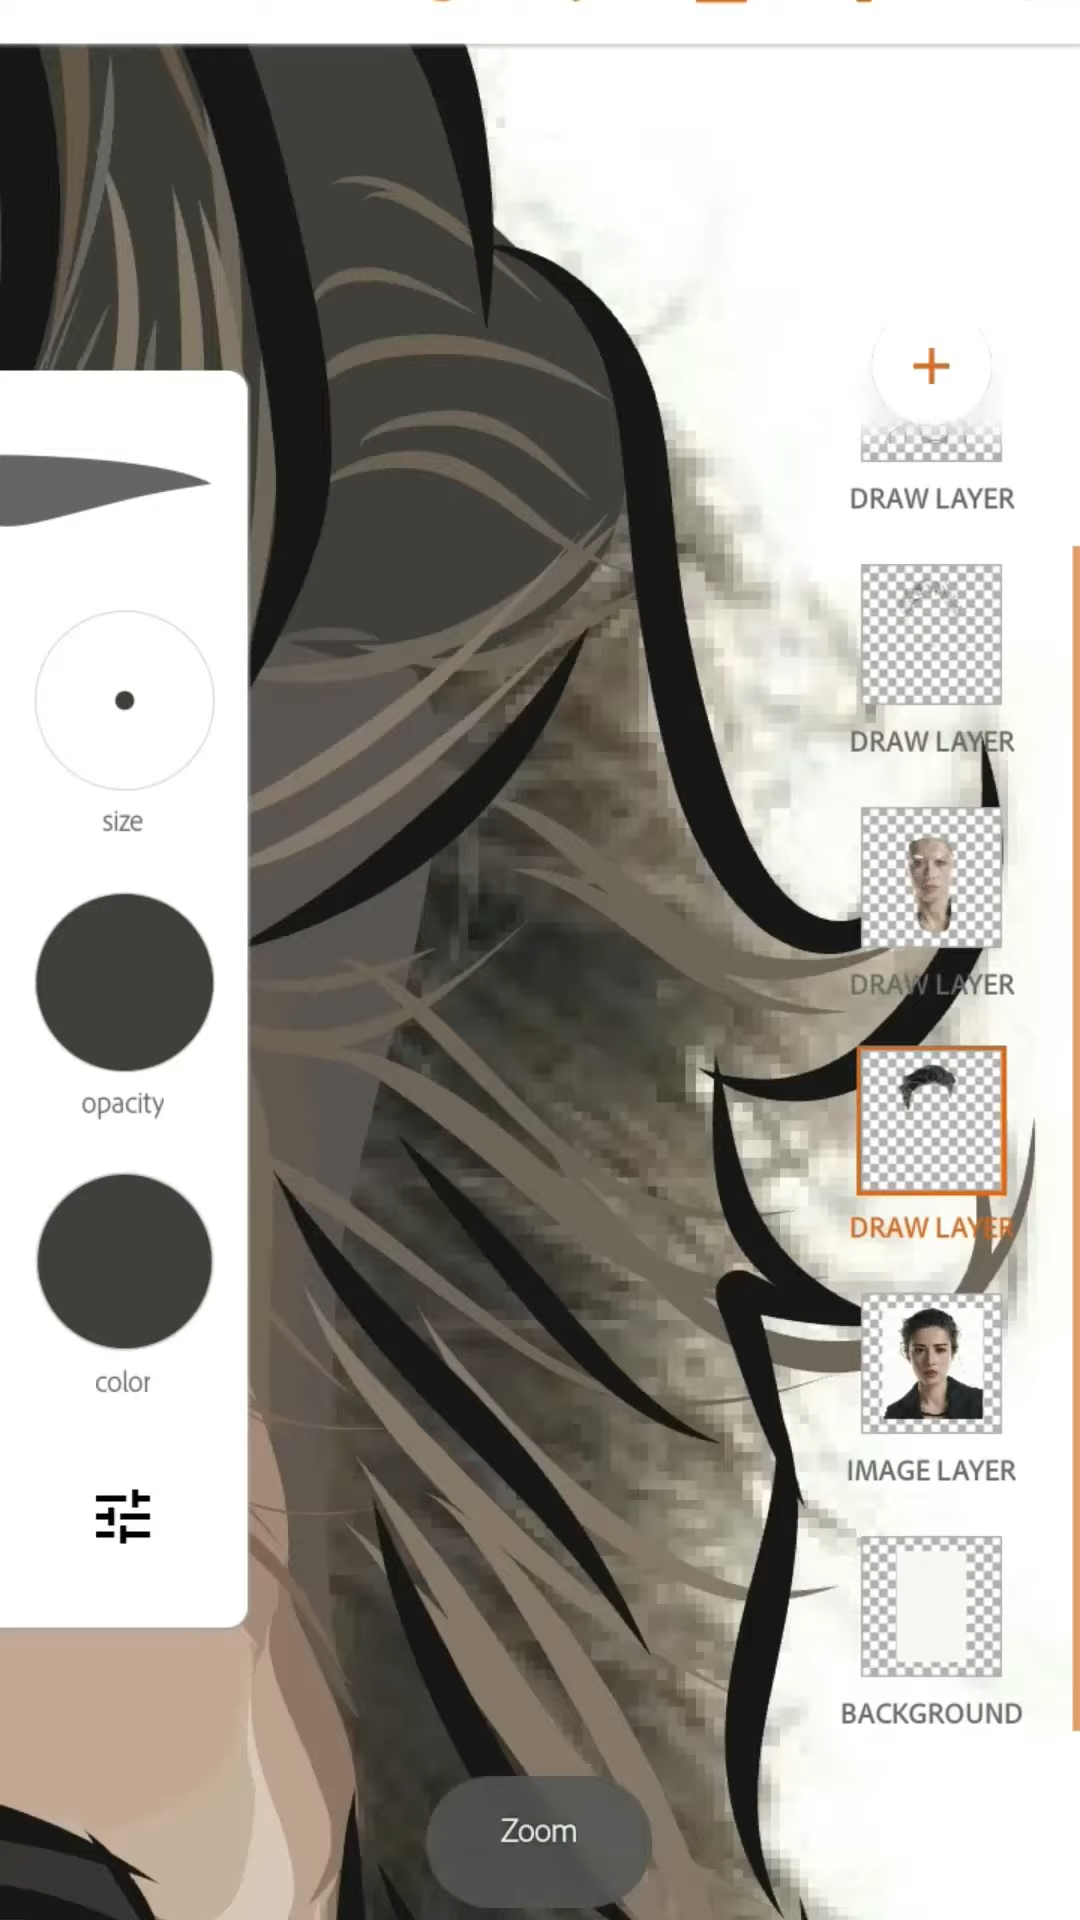 DRAW LAYER
DRAW LAYER
size
DRAW LAYER
opacity
DRAW LAYER
color
IMAGE LAYER
BACKGROUND
Zoom